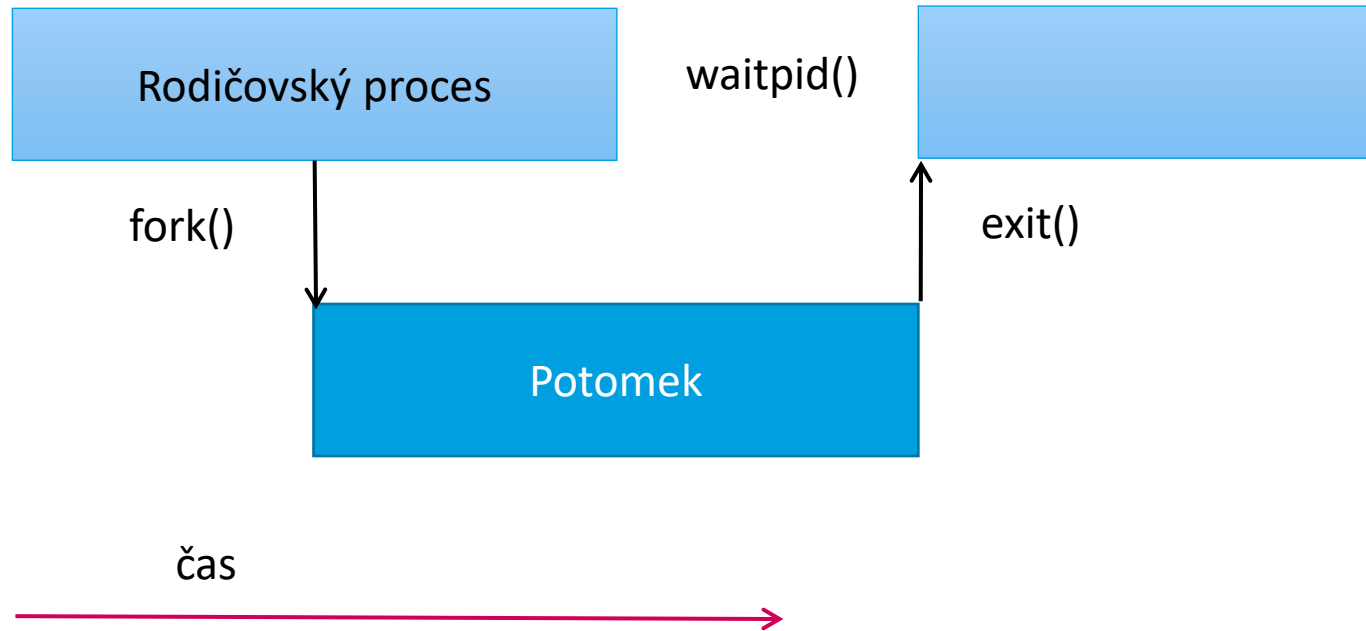 Rodičovský proces
waitpid()
fork()
exit()
Potomek
čas